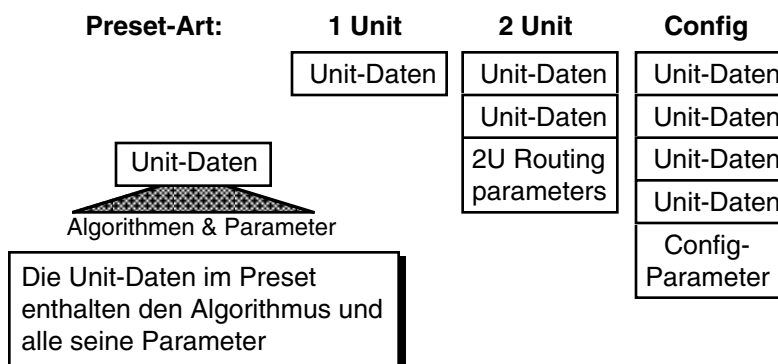 Preset-Art: 1 Unit 2 Unit Config
Unit-Daten Unit-Daten Unit-Daten
Unit-Daten Unit-Daten
Unit-Daten
2U Routing
parameters
Unit-Daten
Unit-Daten
Algorithmen & Parameter
Config-
Parameter
Die Unit-Daten im Preset
enthalten den Algorithmus und
alle seine Parameter